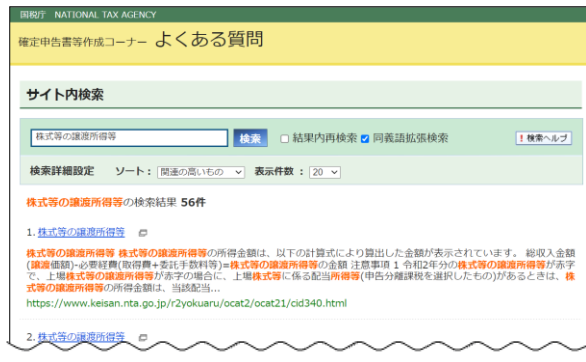 国税庁 NATIONAL TAX AGENCY
確定申告書等作成コーナー よくある質問
サイト内検索
株式等の譲渡所得等 検索 結果内再検索 同義語拡張検索 ! 検索ヘルプ
検索詳細設定 ソート: 関連の高いもの 表示件数: 20
株式等の譲渡所得等の検索結果 56件
1. 株式等の譲渡所得等
株式等の譲渡所得等 株式等の譲渡所得等の所得金額は、以下の計算式により算出した金額が表示されています。 総収入金額
(譲渡価額)-必要経費(取得費+委託手数料等)=株式等の譲渡所得等の金額 注意事項 1 令和2年分の株式等の譲渡所得等が赤字
で、上場株式等の譲渡所得等が赤字の場合に、上場株式等に係る配当所得等(申告分離課税を選択したもの)があるときは、株
式等の譲渡所得等の所得金額は、当該配当...
https://www.keisan.nta.go.jp/r2yokuaru/ocat2/ocat21/cid340.html
2. 株式等の譲渡所得等